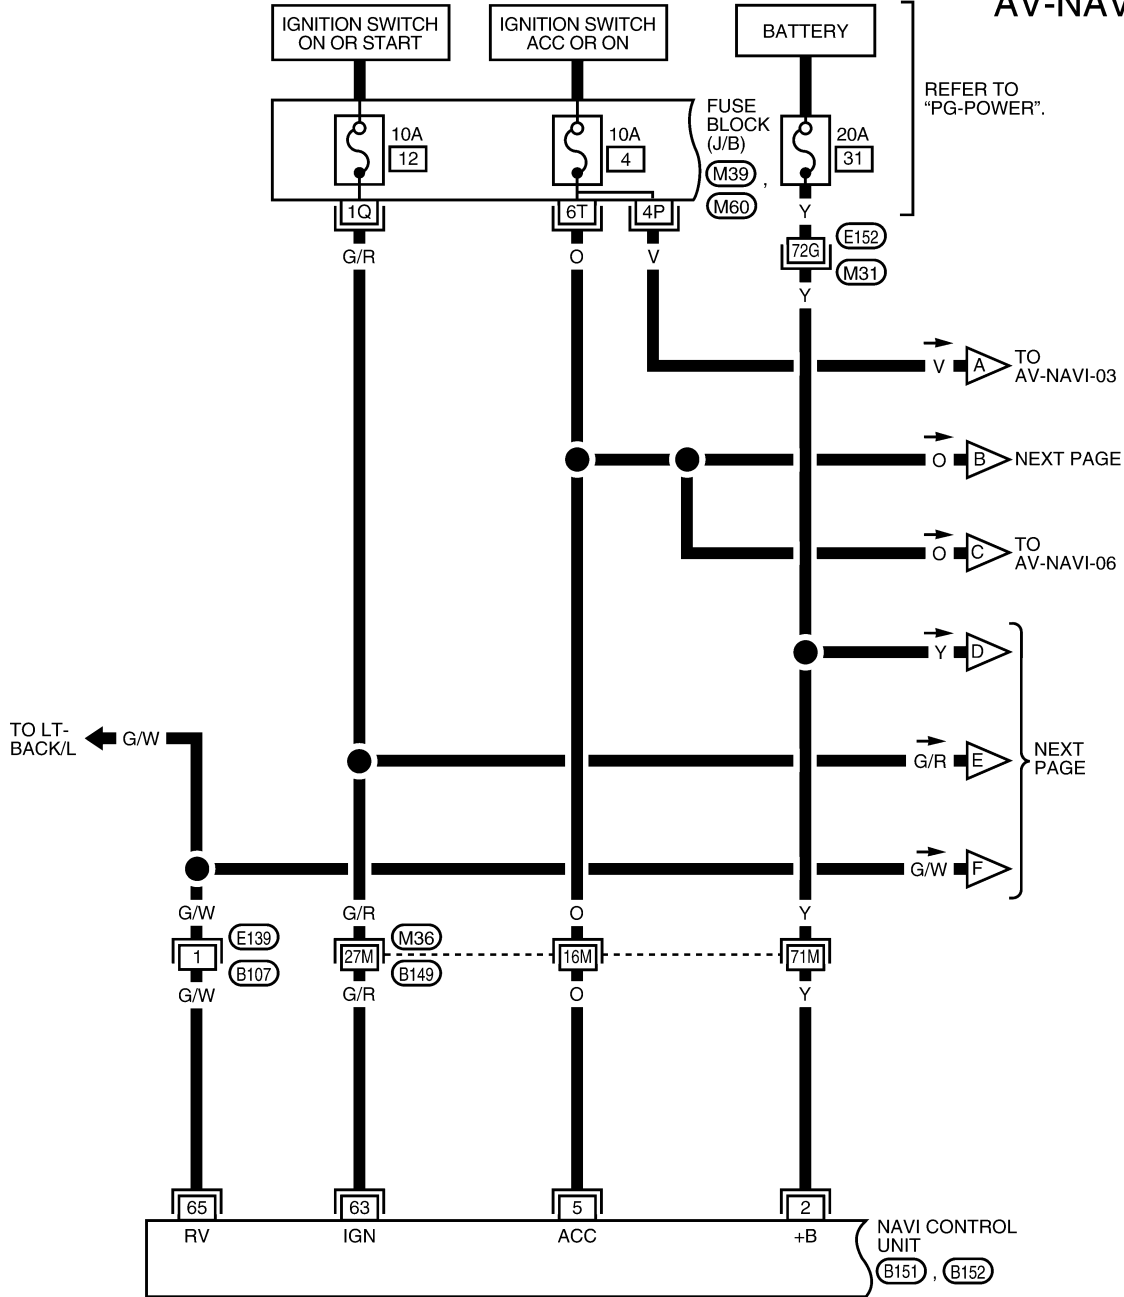 AV-NAV
IGNITION SWITCH
ON OR START
IGNITION SWITCH
ACC OR ON
BATTERY
REFER TO
“PG-POWER”.
FUSE
BLOCK
(J/B)
M39 ,
M60
10A
12
10A
4
20A
31
1Q
6T
4P
Y
72G
E152
M31
G/R
O
V
Y
V
A
TO
AV-NAVI-03
O
B
NEXT PAGE
O
C
TO
AV-NAVI-06
Y
D
TO LT-
BACK/L
G/W
G/R
E
NEXT
PAGE
G/W
F
G/W
G/R
O
Y
1
E139
B107
27M
M36
B149
16M
71M
G/W
G/R
O
Y
65
63
5
2
RV
IGN
ACC
+B
NAVI CONTROL
UNIT
B151 , B152